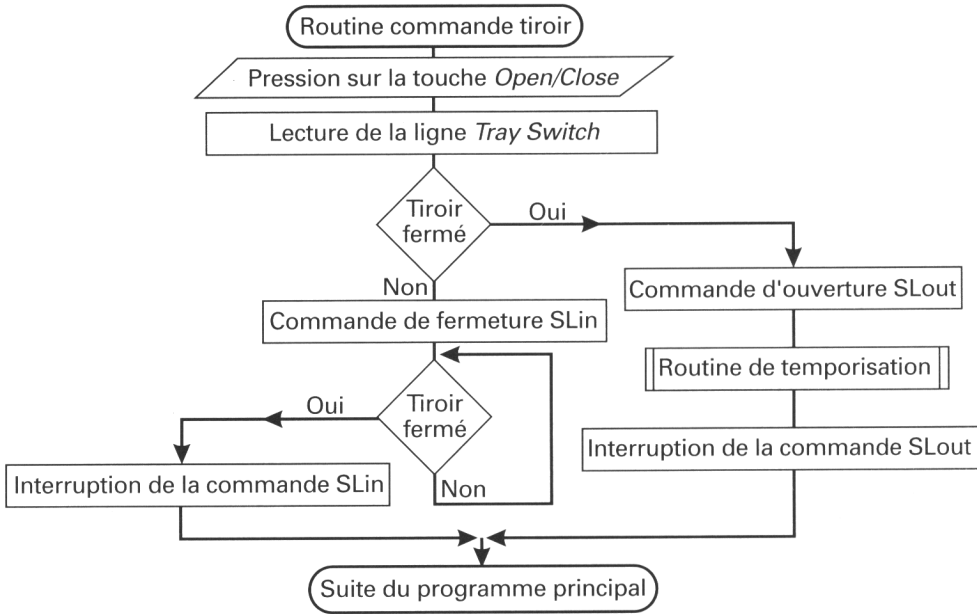 Routine commande tiroir
Pression sur la touche Open/Close
Lecture de la ligne Tray Switch
Tiroir
fermé
Oui
Non
Commande de fermeture SLin
Tiroir
fermé
Oui
Non
Interruption de la commande SLin
Commande d'ouverture SLout
Routine de temporisation
Interruption de la commande SLout
Suite du programme principal